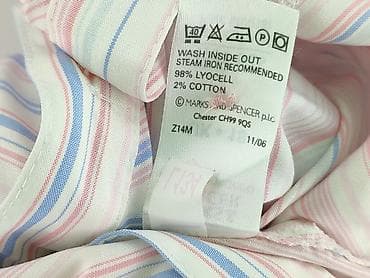 40 P
WASH INSIDE OUT
STEAM IRON RECOMMENDED
98% LYOCELL
2% COTTON
© MARKS AND SPENCER p.l.c.
Chester CH99 9QS
Z14M 11/06